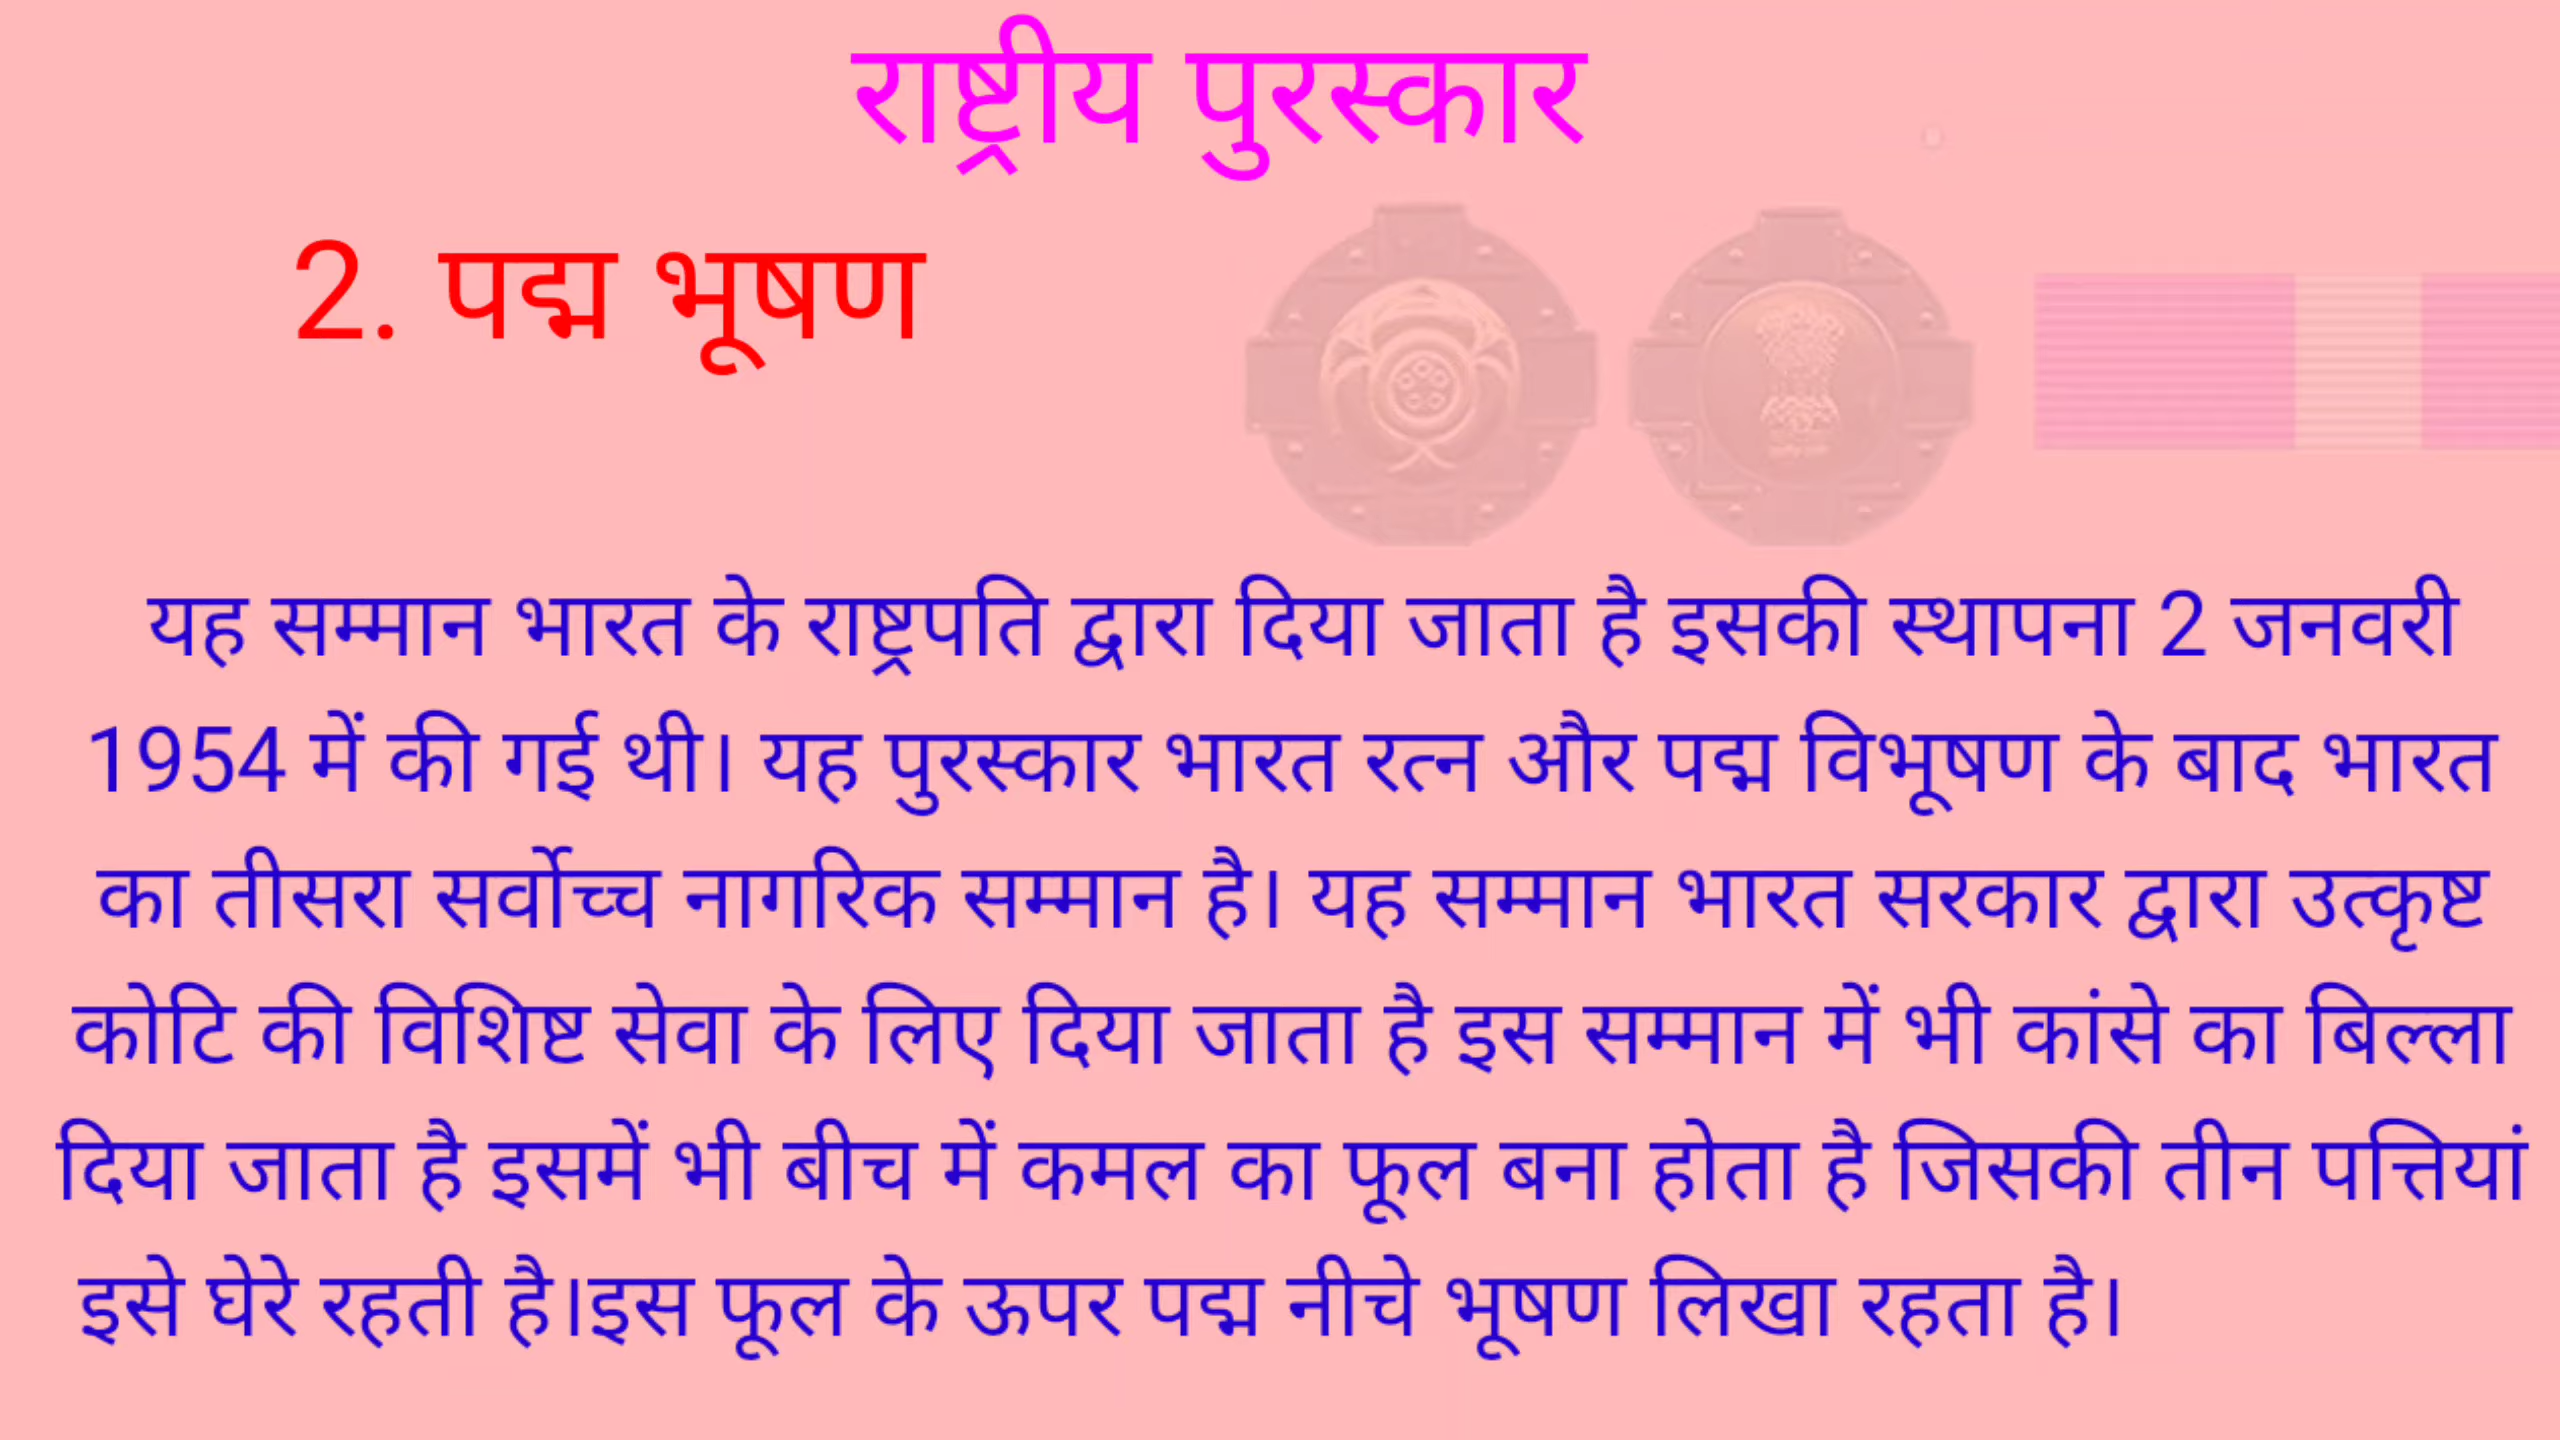 राष्ट्रीय पुरस्कार
2. पद्म भूषण
यह सम्मान भारत के राष्ट्रपति द्वारा दिया जाता है इसकी स्थापना 2 जनवरी
1954 में की गई थी। यह पुरस्कार भारत रत्न और पद्म विभूषण के बाद भारत
का तीसरा सर्वोच्च नागरिक सम्मान है। यह सम्मान भारत सरकार द्वारा उत्कृष्ट
कोटि की विशिष्ट सेवा के लिए दिया जाता है इस सम्मान में भी कांसे का बिल्ला
दिया जाता है इसमें भी बीच में कमल का फूल बना होता है जिसकी तीन पत्तियां
इसे घेरे रहती है।इस फूल के ऊपर पद्म नीचे भूषण लिखा रहता है।